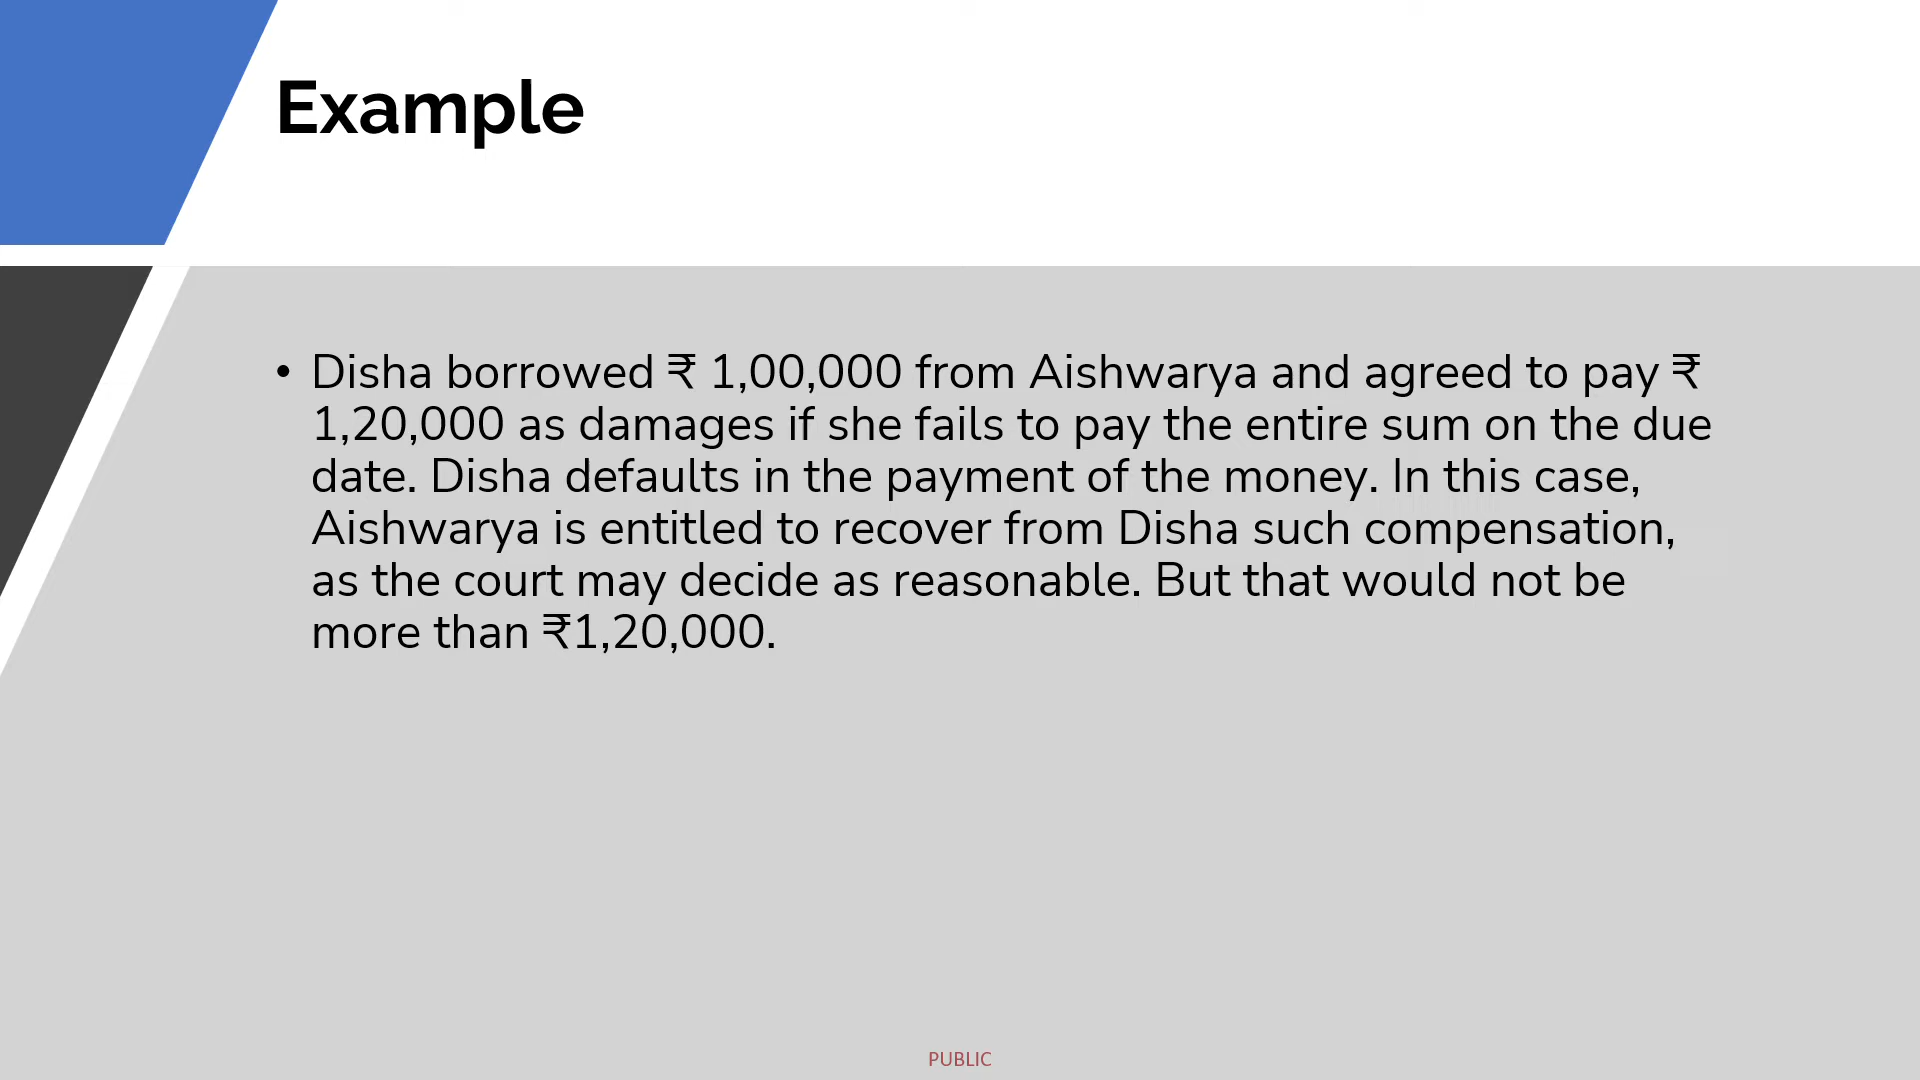 Example
• Disha borrowed ₹ 1,00,000 from Aishwarya and agreed to pay ₹
1,20,000 as damages if she fails to pay the entire sum on the due
date. Disha defaults in the payment of the money. In this case,
Aishwarya is entitled to recover from Disha such compensation,
as the court may decide as reasonable. But that would not be
more than ₹1,20,000.
PUBLIC